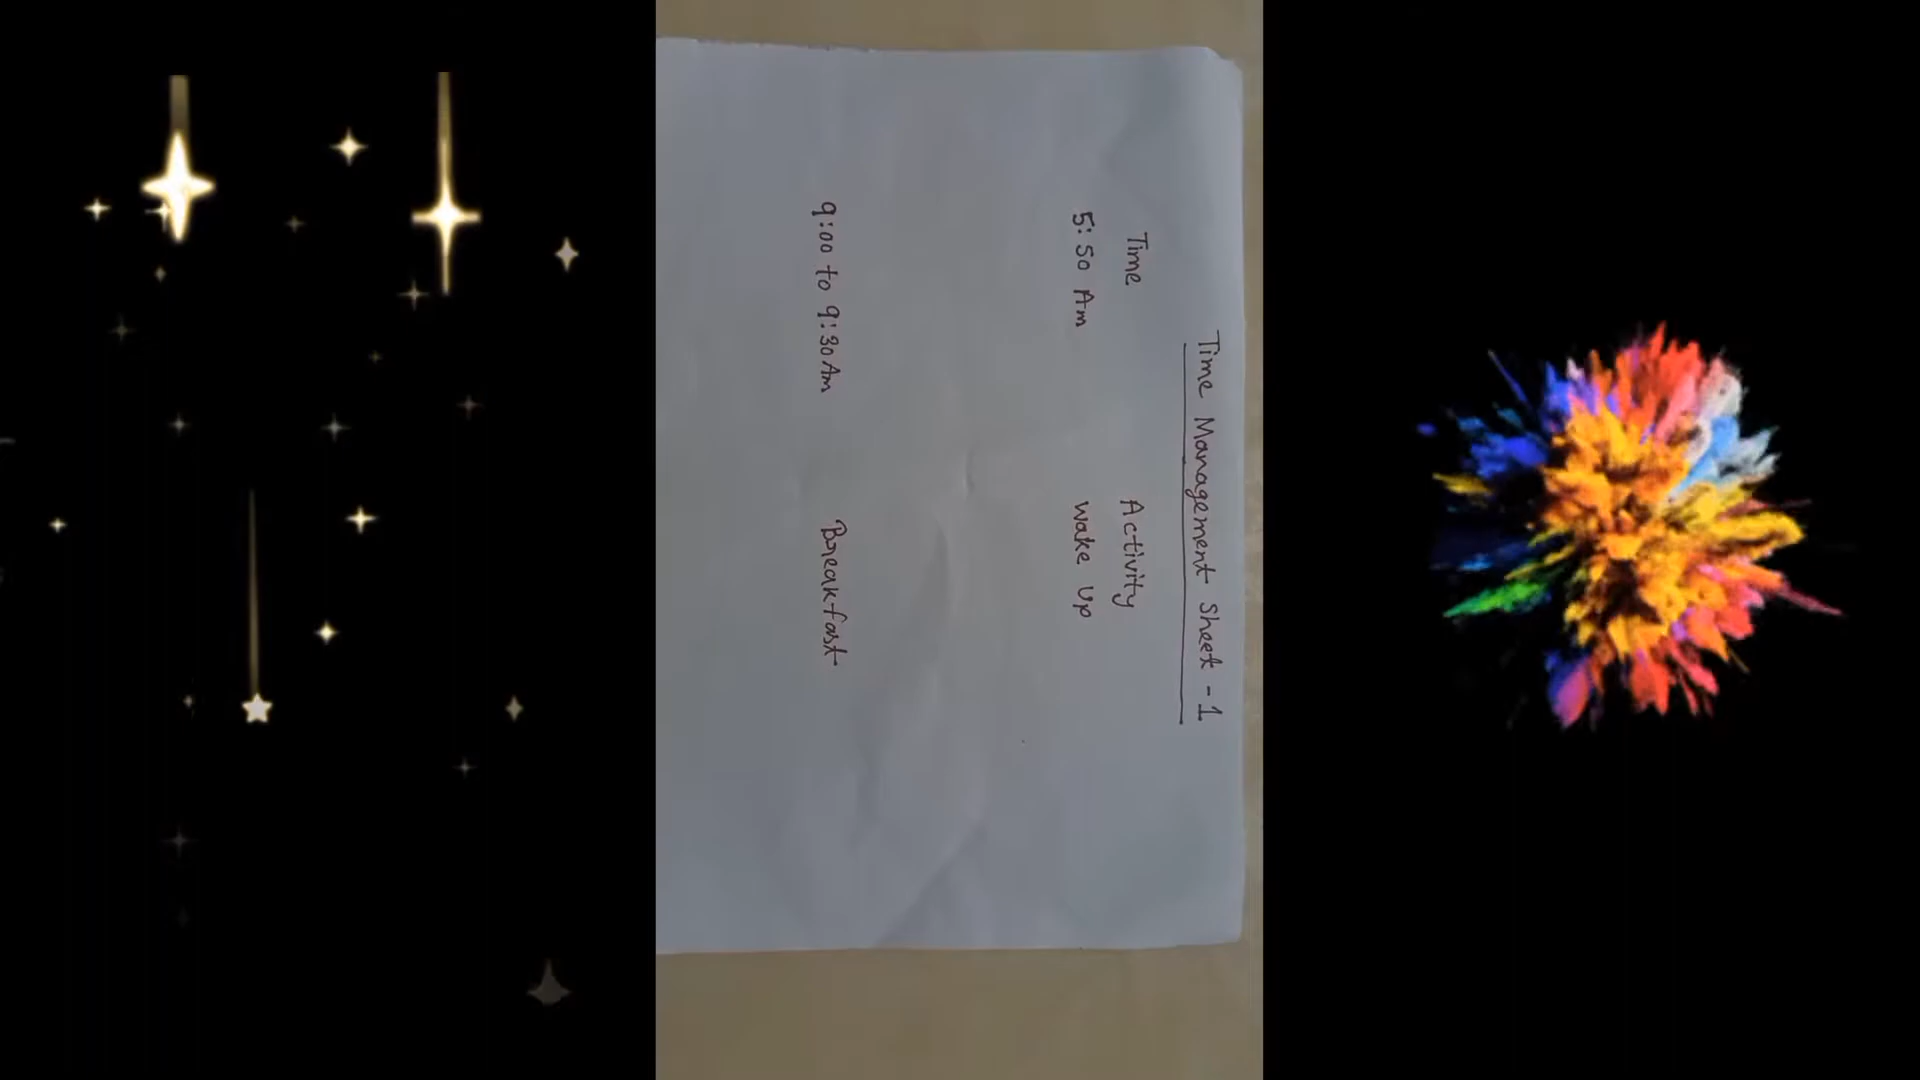 Time Management Sheet - 1
Time Activity
5:50 Am Wake Up
9:00 to 9:30 Am Breakfast